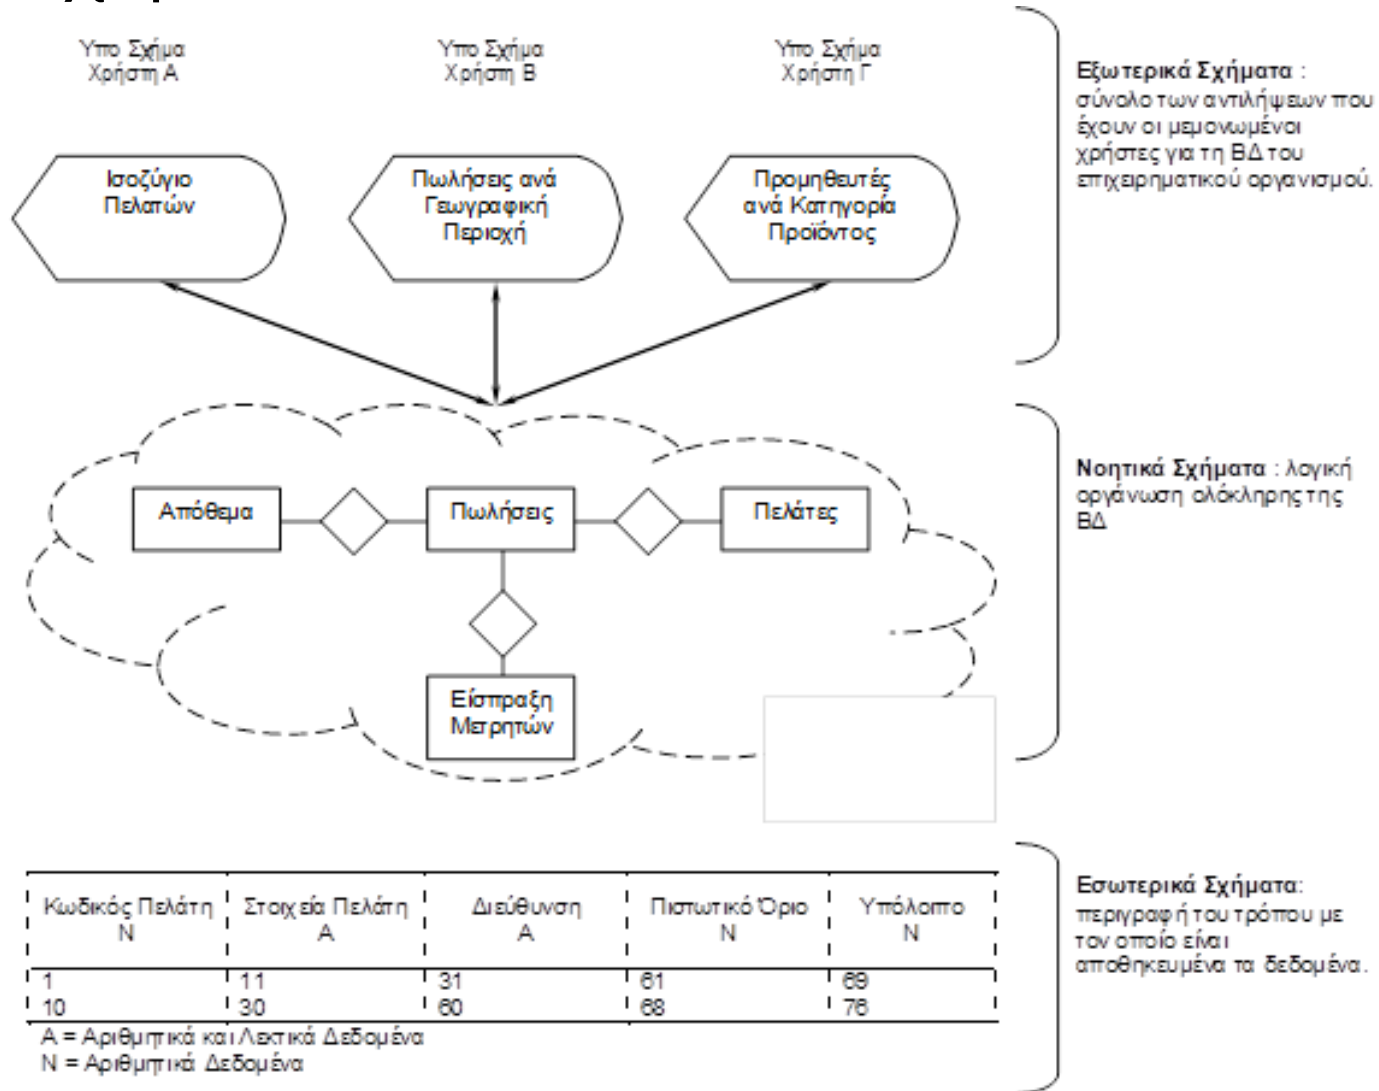 Υπο Σχήμα
Χρήστη Α
Υπο Σχήμα
Χρήστη Β
Υπο Σχήμα
Χρήστη Γ
Εξωτερικά Σχήματα :
σύνολο των αντιλήψεων που
έχουν οι μεμονωμένοι
χρήστες για τη ΒΔ του
επιχειρηματικού οργανισμού.
Ισοζύγιο
Πελατών
Πωλήσεις ανά
Γεωγραφική
Περιοχή
Προμηθευτές
ανά Κατηγορία
Προϊόντος
Νοητικά Σχήματα : λογική
οργάνωση ολόκληρης της
ΒΔ
Απόθεμα
Πωλήσεις
Πελάτες
Είσπραξη
Μετρητών
Εσωτερικά Σχήματα:
περιγραφή του τρόπου με
τον οποίο είναι
αποθηκευμένα τα δεδομένα.
Κωδικός Πελάτη Στοιχεία Πελάτη Διεύθυνση Πιστωτικό Όριο Υπόλοιπο
Ν Α Α Ν Ν
1 11 31 61 69
10 30 60 68 76
Α = Αριθμητικά και Λεκτικά Δεδομένα
Ν = Αριθμητικά Δεδομένα